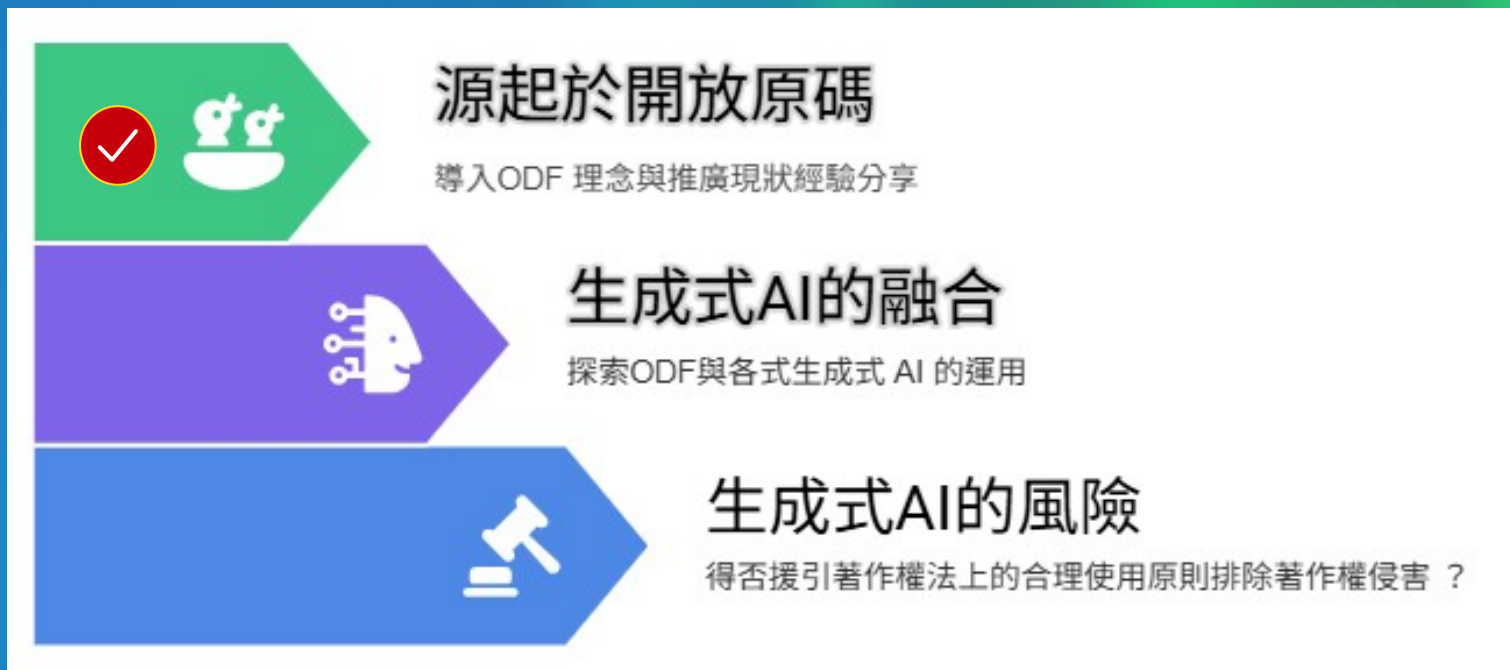 源起於開放原碼
導入ODF 理念與推廣現狀經驗分享
生成式AI的融合
探索ODF與各式生成式 AI 的運用
生成式AI的風險
得否援引著作權法上的合理使用原則排除著作權侵害 ？